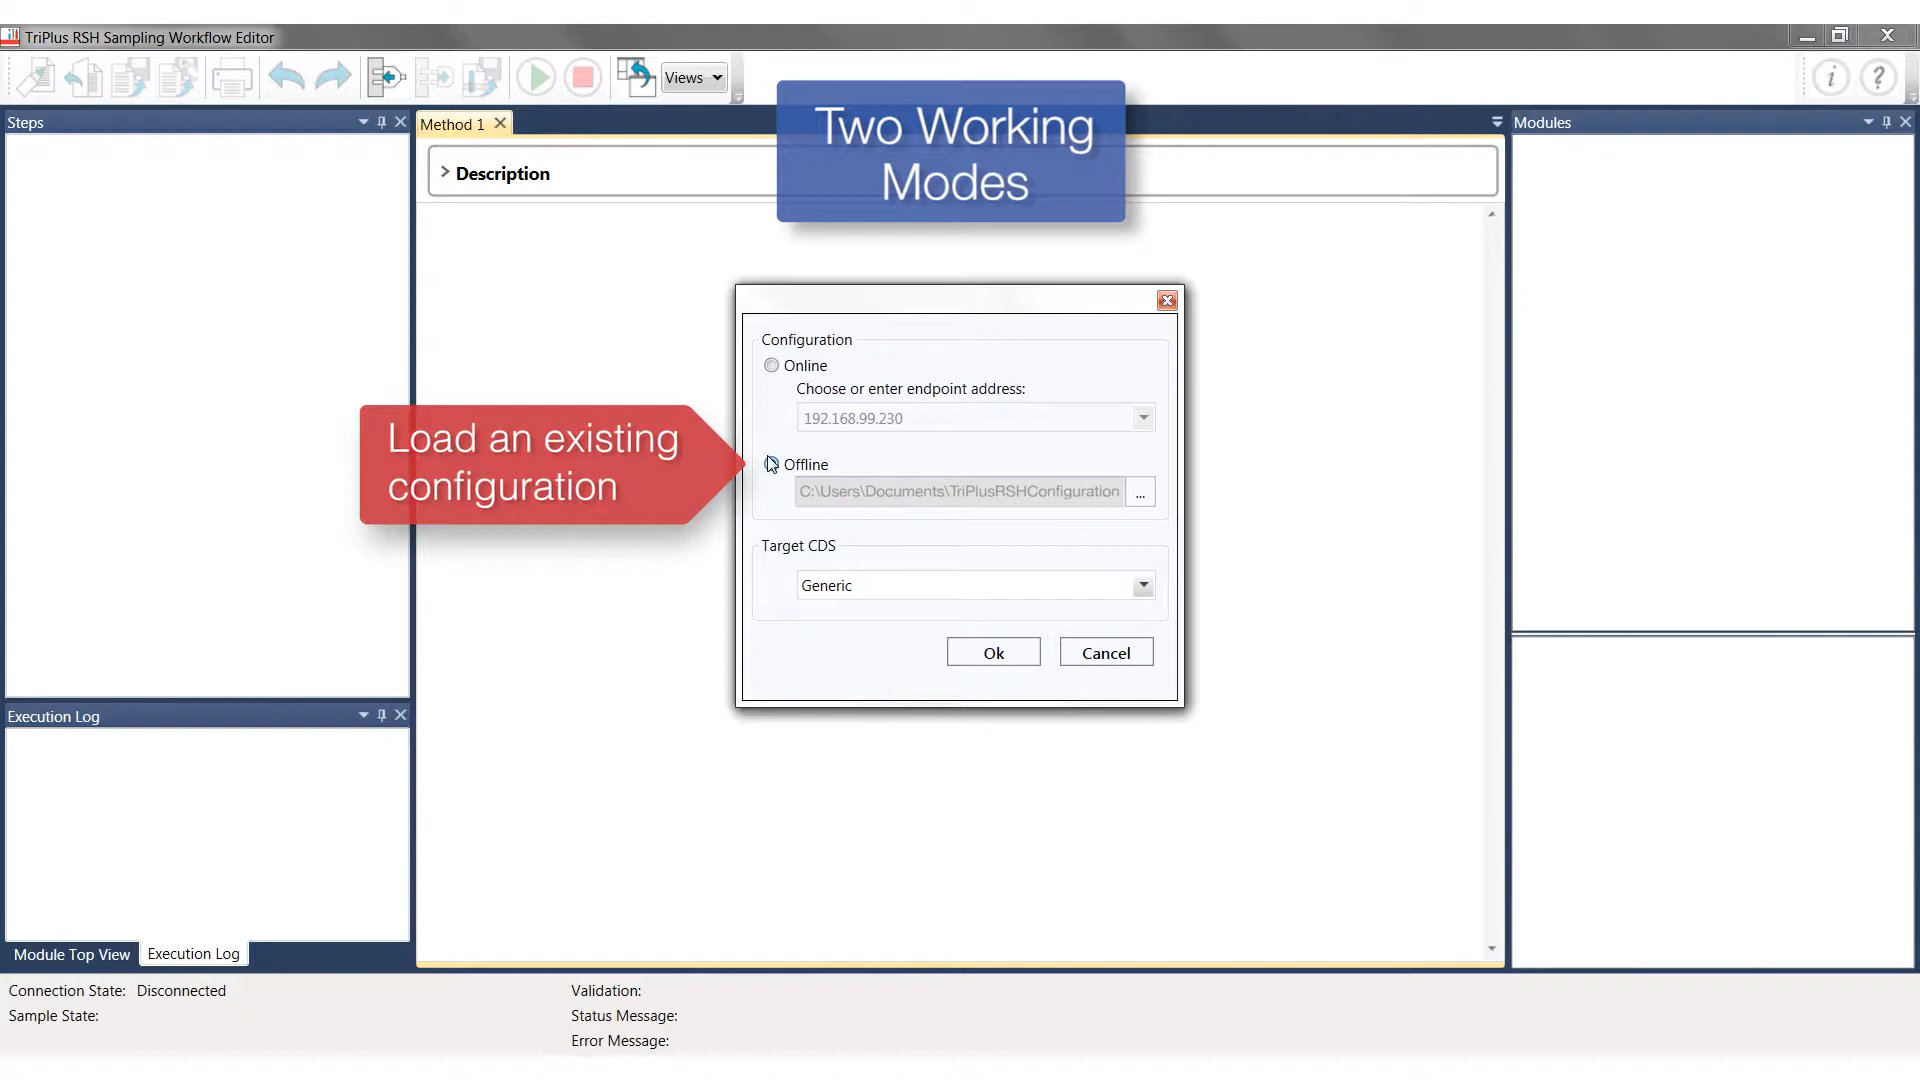 TriPlus RSH Sampling Workflow Editor
Views
Steps
Method 1
Modules
Two Working
Modes
Description
Configuration
Online
Choose or enter endpoint address:
192.168.99.230
Load an existing
configuration
Offline
C:\Users\Documents\TriPlusRSHConfiguration
...
Target CDS
Generic
Ok
Cancel
Execution Log
Module Top View
Execution Log
Connection State: Disconnected
Sample State:
Validation:
Status Message:
Error Message: